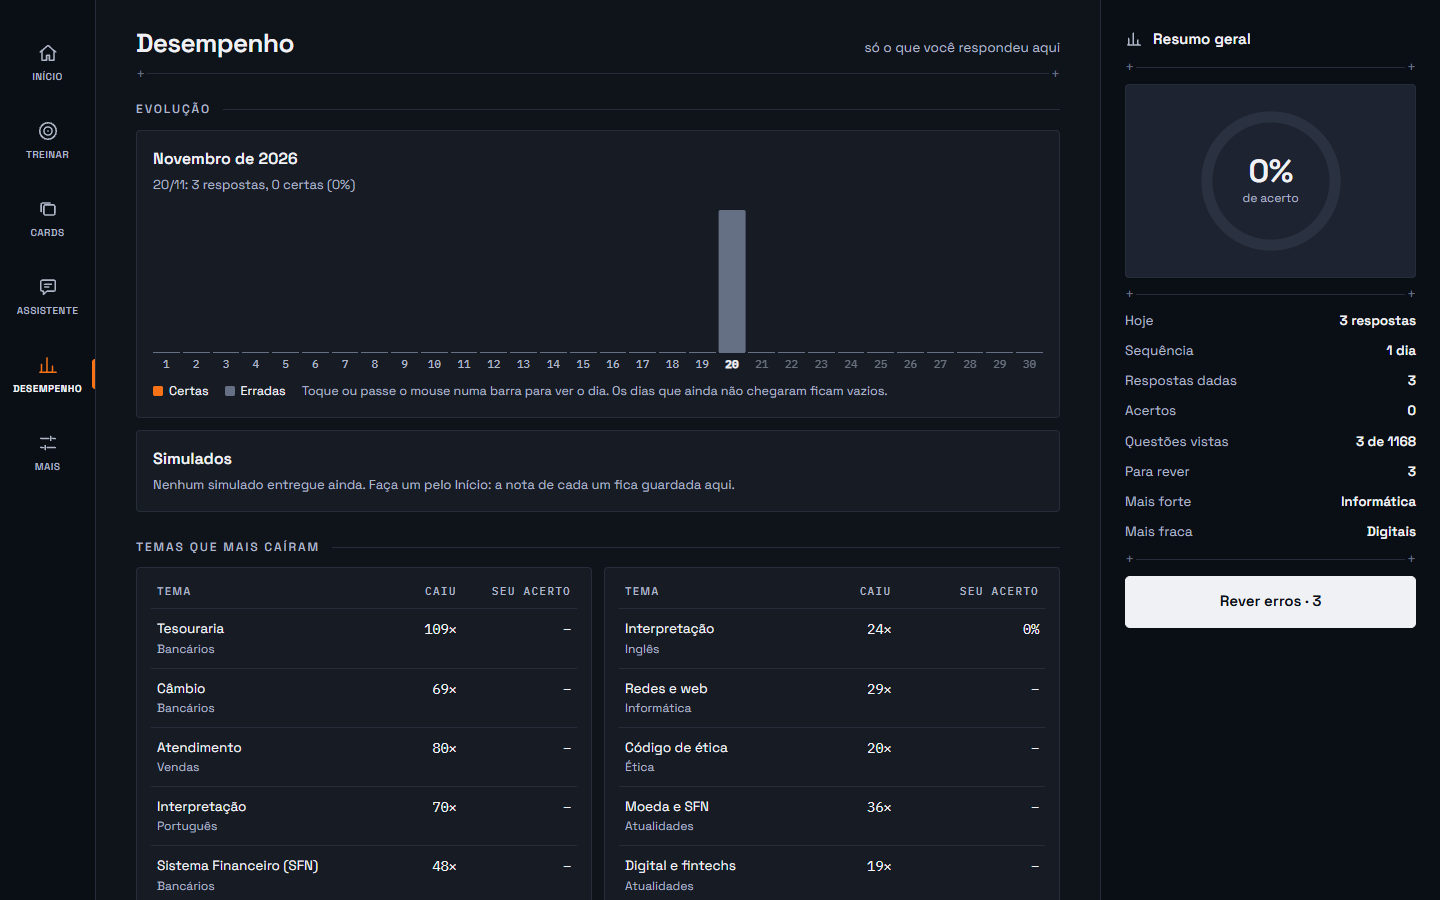 INÍCIO
TREINAR
CARDS
ASSISTENTE
DESEMPENHO
MAIS
Desempenho
só o que você respondeu aqui
EVOLUÇÃO
Novembro de 2026
20/11: 3 respostas, 0 certas (0%)
1 2 3 4 5 6 7 8 9 10 11 12 13 14 15 16 17 18 19 20 21 22 23 24 25 26 27 28 29 30
Certas Erradas Toque ou passe o mouse numa barra para ver o dia. Os dias que ainda não chegaram ficam vazios.
Simulados
Nenhum simulado entregue ainda. Faça um pelo Início: a nota de cada um fica guardada aqui.
TEMAS QUE MAIS CAÍRAM
TEMA CAIU SEU ACERTO
Tesouraria 109× –
Bancários
Câmbio 69× –
Bancários
Atendimento 80× –
Vendas
Interpretação 70× –
Português
Sistema Financeiro (SFN) 48× –
Bancários
TEMA CAIU SEU ACERTO
Interpretação 24× 0%
Inglês
Redes e web 29× –
Informática
Código de ética 20× –
Ética
Moeda e SFN 36× –
Atualidades
Digital e fintechs 19× –
Atualidades
Resumo geral
0%
de acerto
Hoje 3 respostas
Sequência 1 dia
Respostas dadas 3
Acertos 0
Questões vistas 3 de 1168
Para rever 3
Mais forte Informática
Mais fraca Digitais
Rever erros · 3